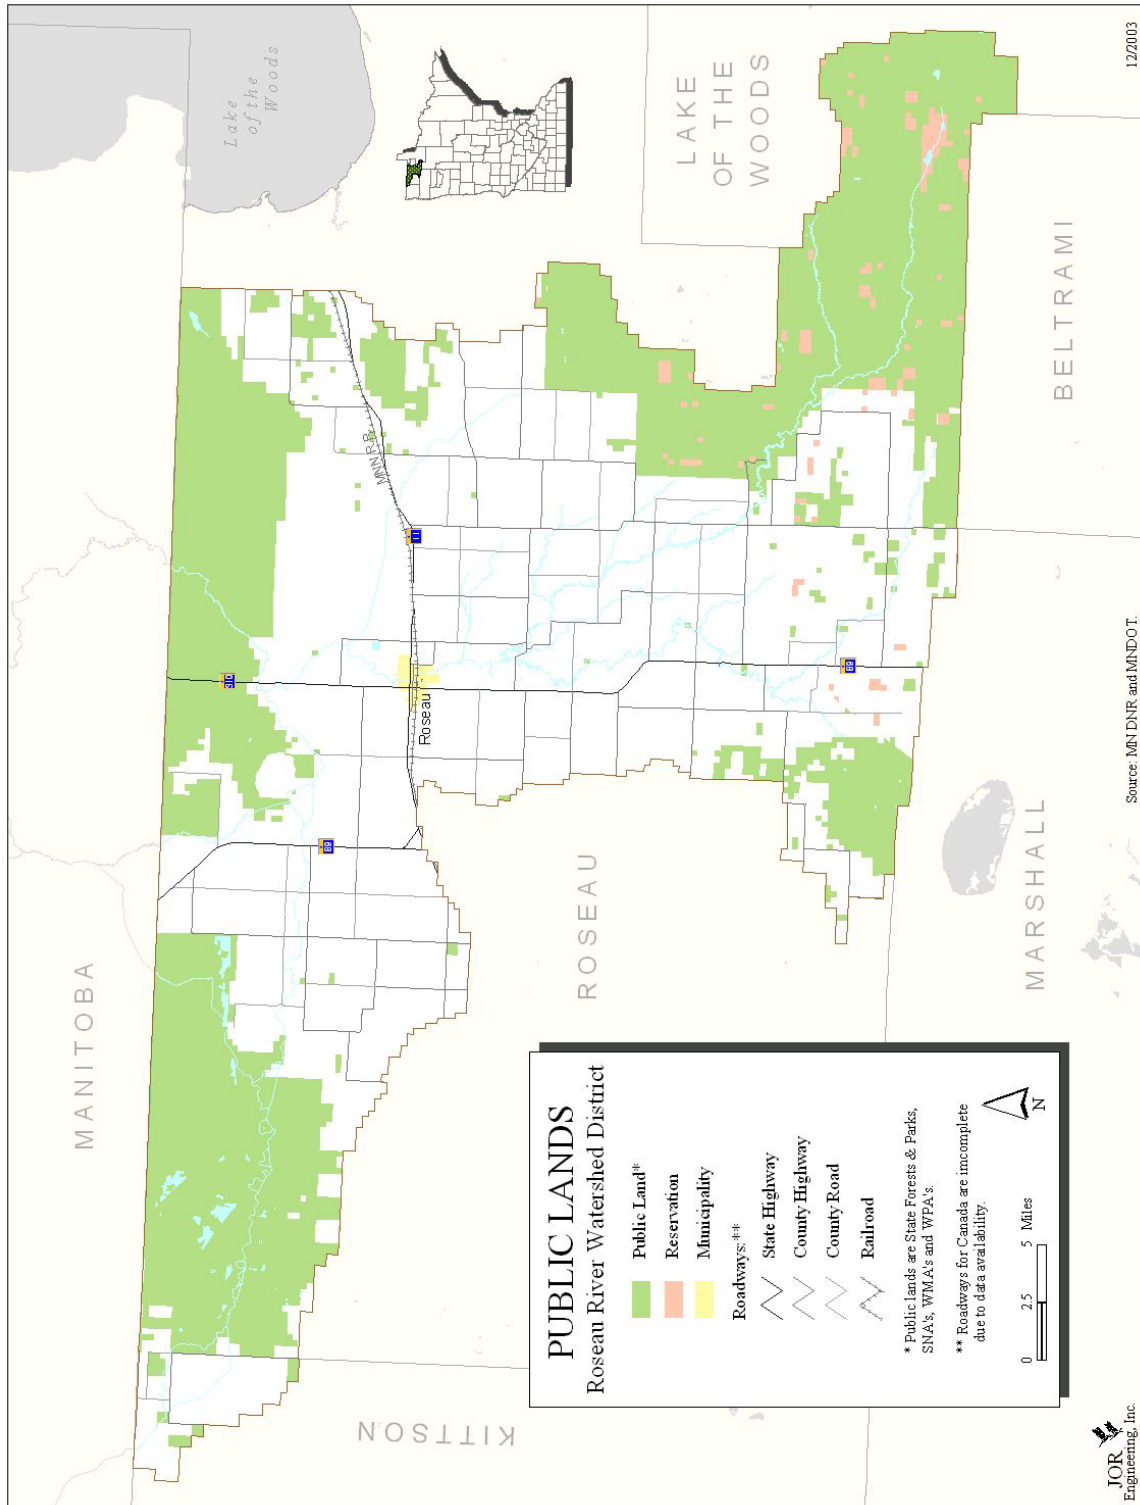 MANITOBA
Lake
of the
Woods
LAKE
OF THE
WOODS
310
89
11
MNN R.R.
Roseau
89
ROSEAU
KITTSON
MARSHALL
BELTRAMI
PUBLIC LANDS
Roseau River Watershed District
Public Land*
Reservation
Municipality
Roadways:**
State Highway
County Highway
County Road
Railroad
* Public lands are State Forests & Parks,
SNA's, WMA's and WPA's.
** Roadways for Canada are imcomplete
due to data availability.
0 2.5 5 Miles
N
JOR
Engineering, Inc.
Source: MN DNR and MNDOT.
12/2003